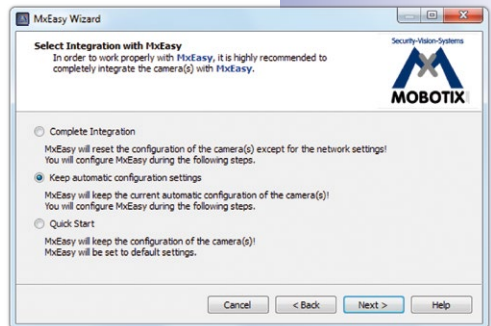 MxEasy Wizard
Select Integration with MxEasy
In order to work properly with MxEasy, it is highly recommended to
completely integrate the camera(s) with MxEasy.
Security-Vision-Systems
MOBOTIX
Complete Integration
MxEasy will reset the configuration of the camera(s) except for the network settings!
You will configure MxEasy during the following steps.
Keep automatic configuration settings
MxEasy will keep the current automatic configuration of the camera(s)!
You will configure MxEasy during the following steps.
Quick Start
MxEasy will keep the configuration of the camera(s)!
MxEasy will be set to default settings.
Cancel < Back Next > Help